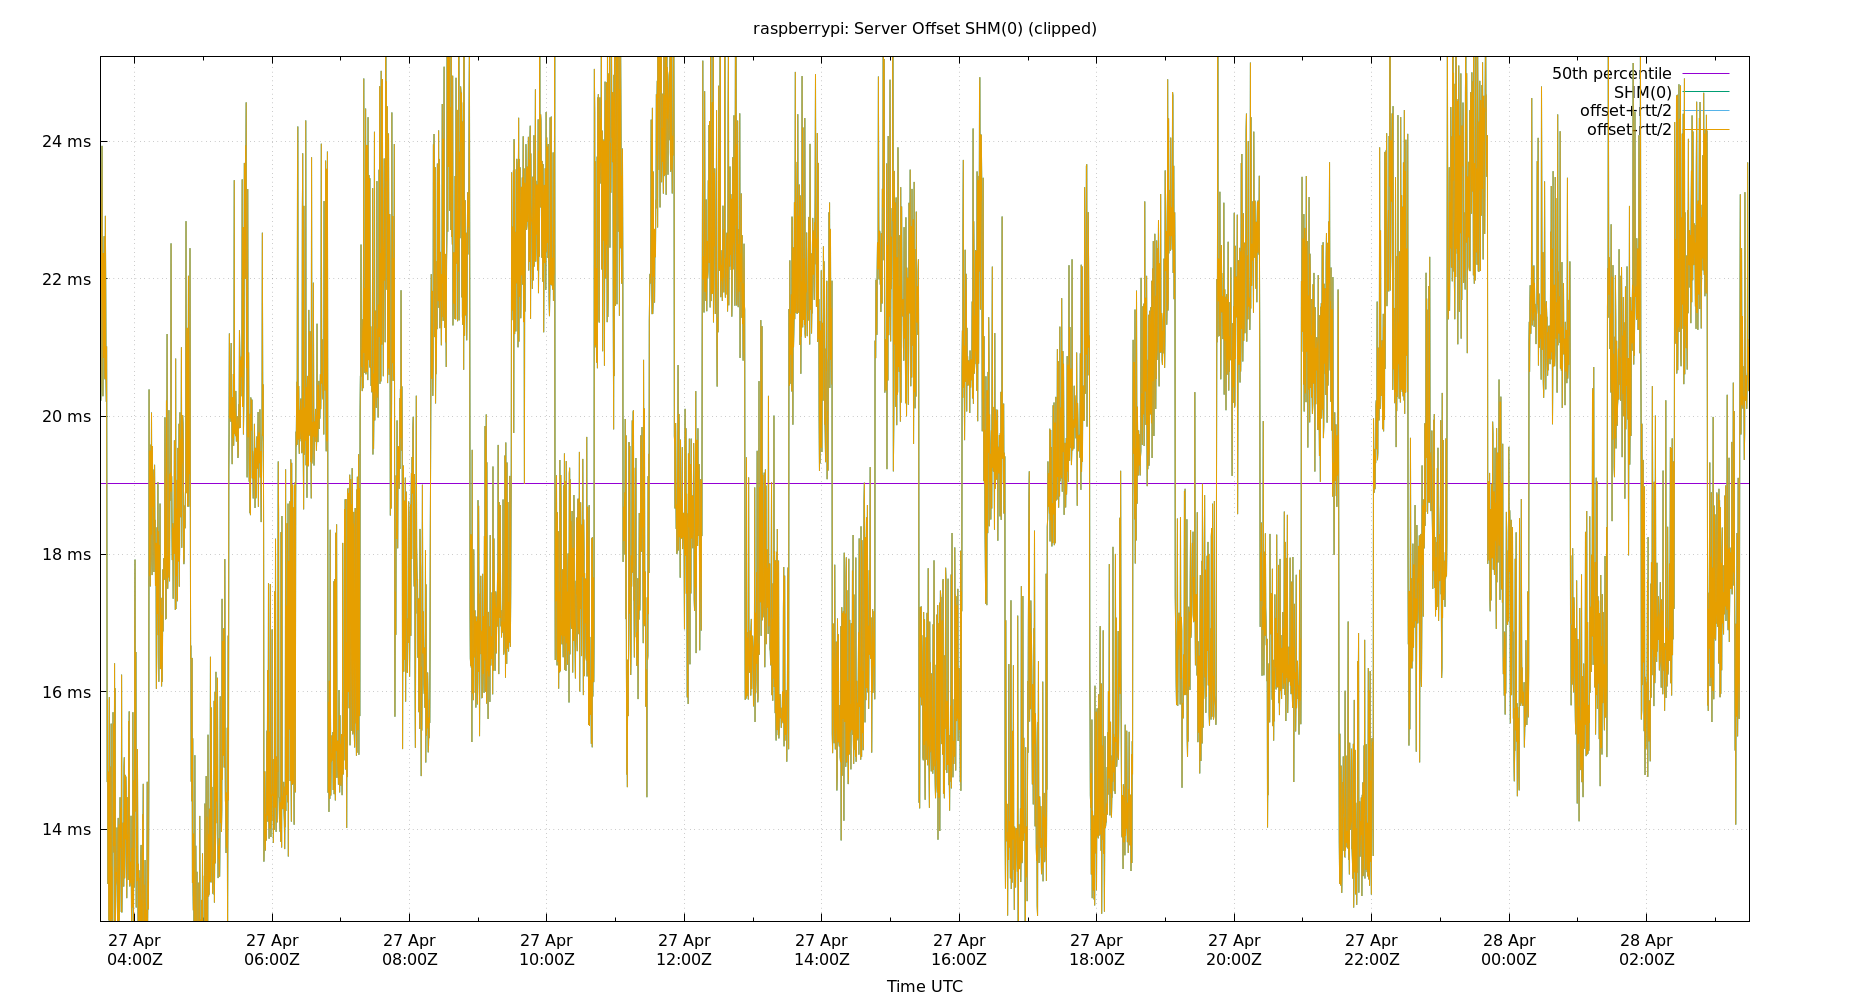 raspberrypi: Server Offset SHM(0) (clipped)
50th percentile
SHM(0)
offset+rtt/2
offset-rtt/2
24 ms
22 ms
20 ms
18 ms
16 ms
14 ms
27 Apr 27 Apr 27 Apr 27 Apr 27 Apr 27 Apr 27 Apr 27 Apr 27 Apr 27 Apr 28 Apr 28 Apr
04:00Z 06:00Z 08:00Z 10:00Z 12:00Z 14:00Z 16:00Z 18:00Z 20:00Z 22:00Z 00:00Z 02:00Z
Time UTC